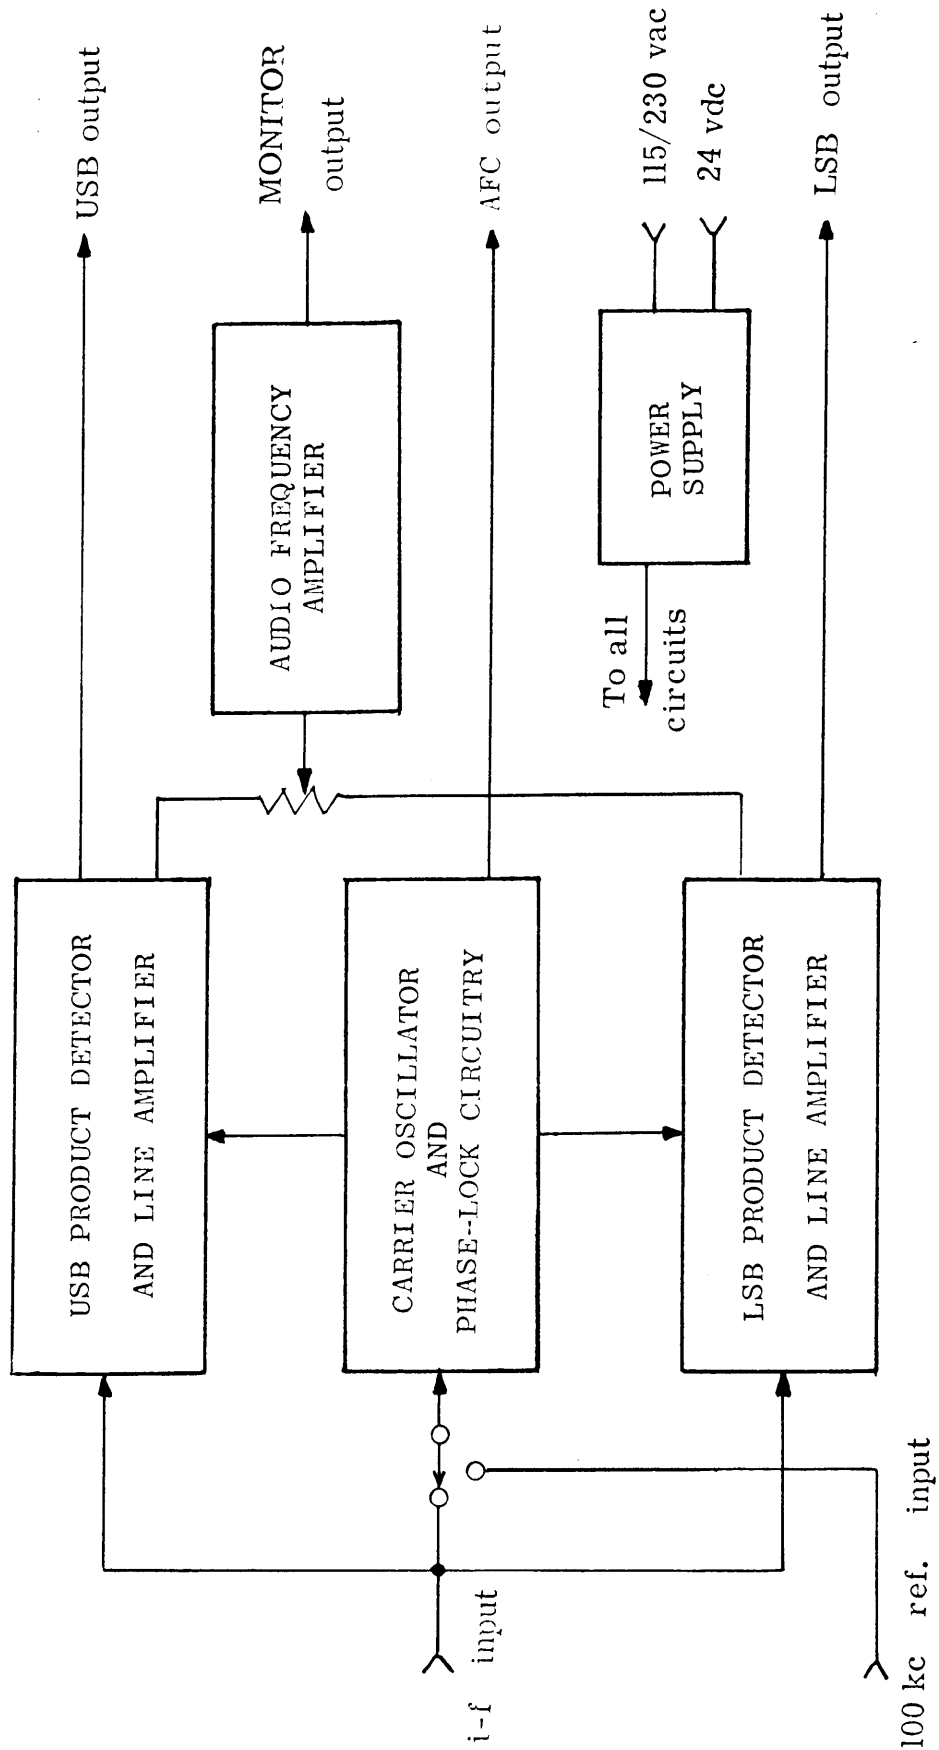 USB output
MONITOR
output
AFC output
115/230 vac
24 vdc
LSB output
AUDIO FREQUENCY
AMPLIFIER
POWER
SUPPLY
To all
circuits
USB PRODUCT DETECTOR
AND LINE AMPLIFIER
CARRIER OSCILLATOR
AND
PHASE--LOCK CIRCUITRY
LSB PRODUCT DETECTOR
AND LINE AMPLIFIER
i-f input
100 kc ref. input